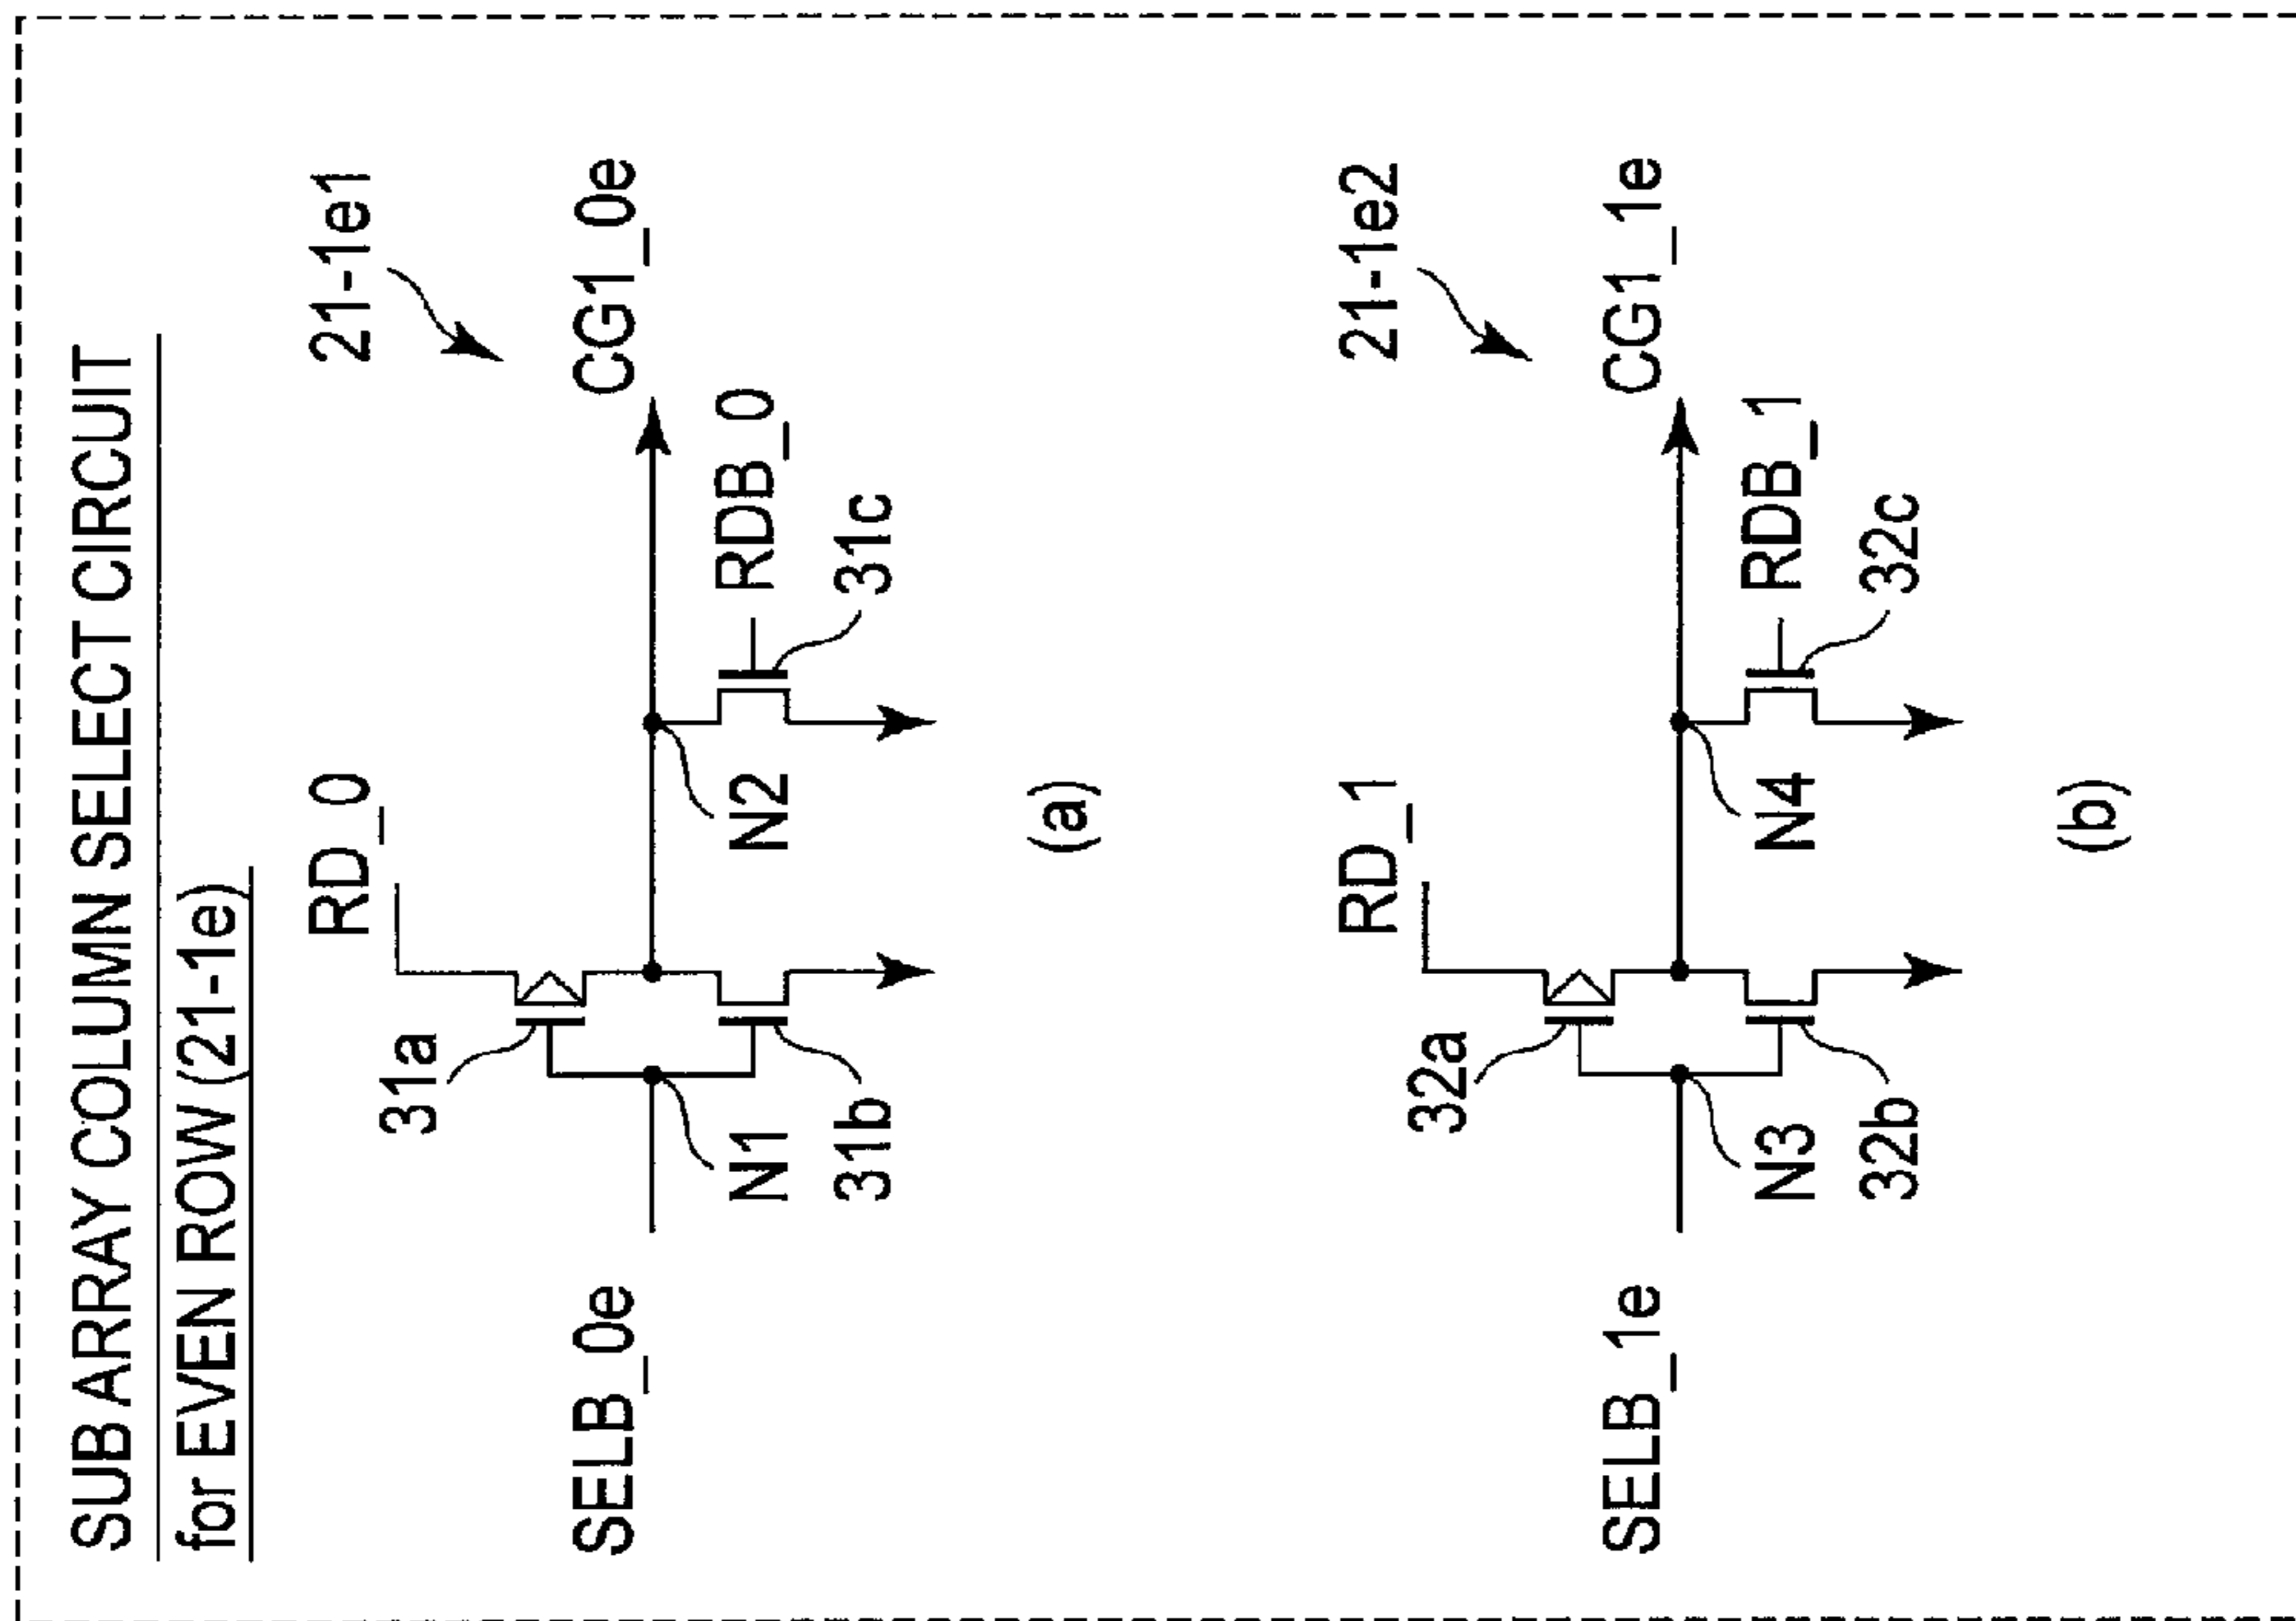 SUB ARRAY COLUMN SELECT CIRCUIT
for EVEN ROW (21-1e)
RD_0
21-1e1
31a
SELB_0e
CG1_0e
N1
N2
RDB_0
31b
31c
(a)
RD_1
21-1e2
32a
SELB_1e
CG1_1e
N3
N4
RDB_1
32b
32c
(b)